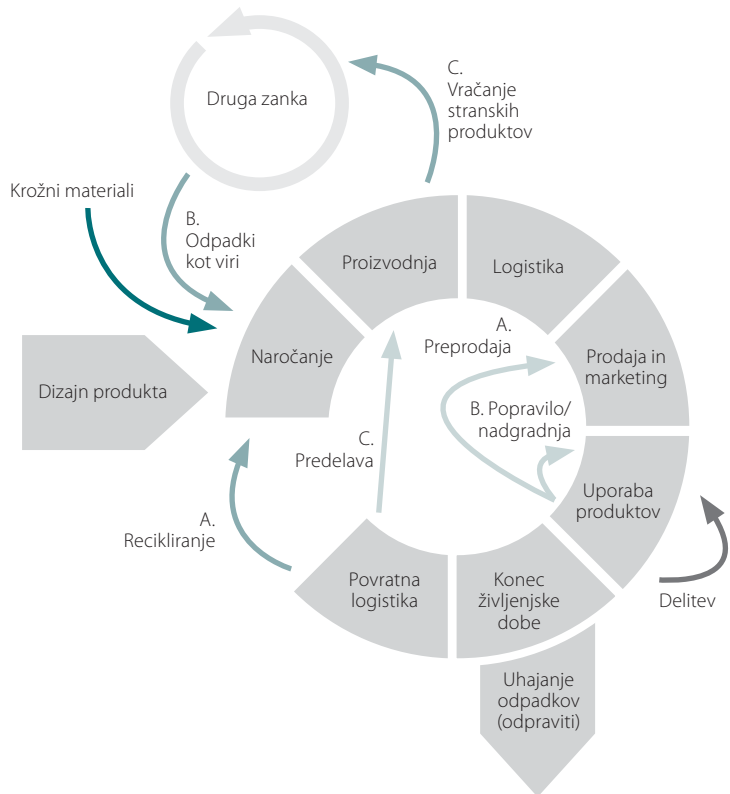 Druga zanka
C.
Vračanje
stranskih
produktov
Krožni materiali
B.
Odpadki
kot viri
Proizvodnja
Logistika
Naročanje
A.
Preprodaja
Prodaja in
marketing
Dizajn produkta
B. Popravilo/
nadgradnja
C.
Predelava
Uporaba
produktov
A.
Recikliranje
Povratna
logistika
Konec
življenjske
dobe
Delitev
Uhajanje
odpadkov
(odpraviti)